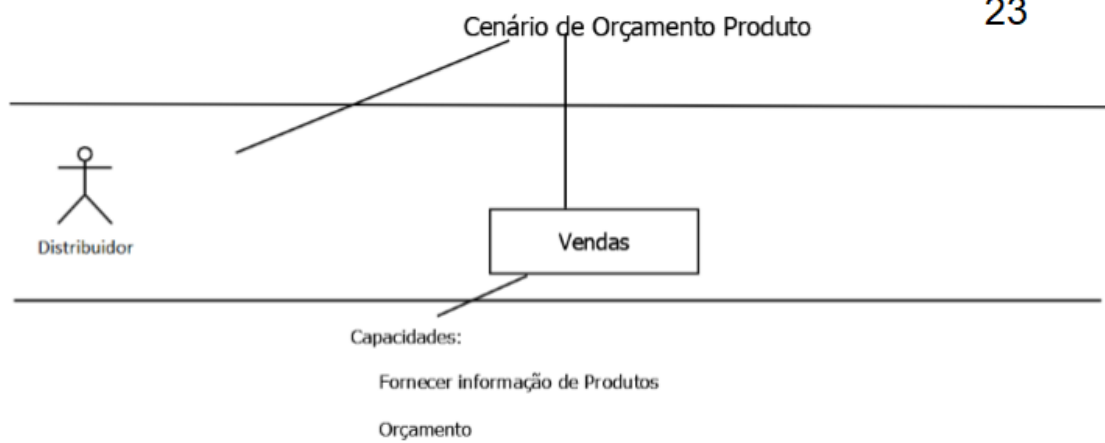 23
Cenário de Orçamento Produto
Distribuidor
Vendas
Capacidades:
Fornecer informação de Produtos
Orçamento